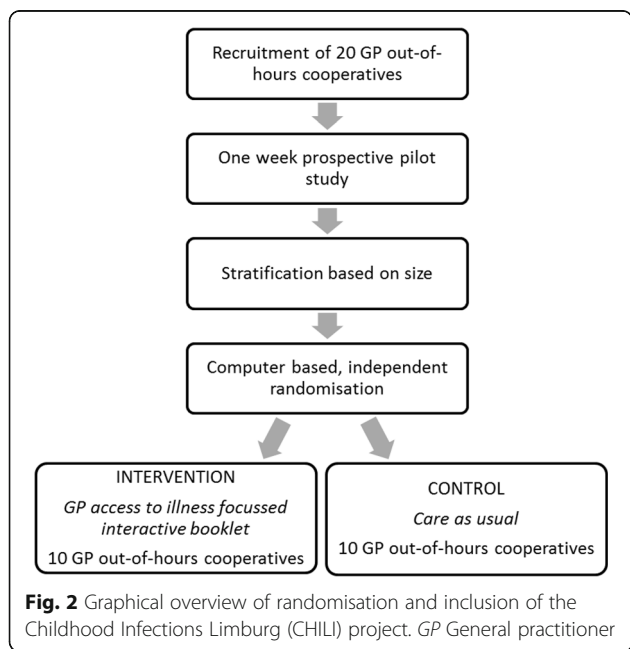 Recruitment of 20 GP out-of-
hours cooperatives
One week prospective pilot
study
Stratification based on size
Computer based, independent
randomisation
INTERVENTION
GP access to illness focussed
interactive booklet
10 GP out-of-hours cooperatives
CONTROL
Care as usual
10 GP out-of-hours cooperatives
Fig. 2 Graphical overview of randomisation and inclusion of the
Childhood Infections Limburg (CHILI) project. GP General practitioner